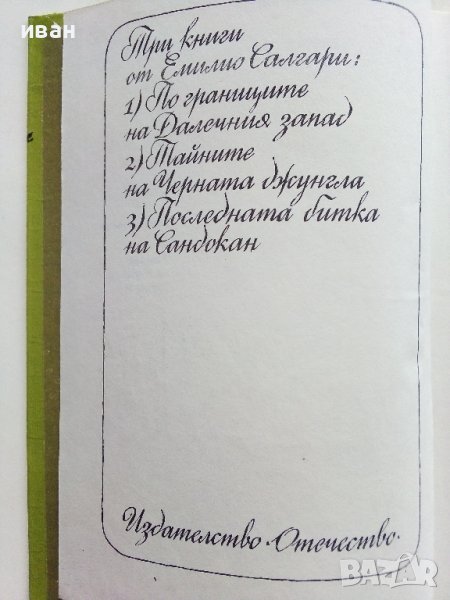 иван
Три книги
от Емилио Салгари:
1) По границите
на Далечния запад
2) Тайните
на Черната джунгла
3) Последната битка
на Сандокан
Издателство ·Отечество·
BAZAR